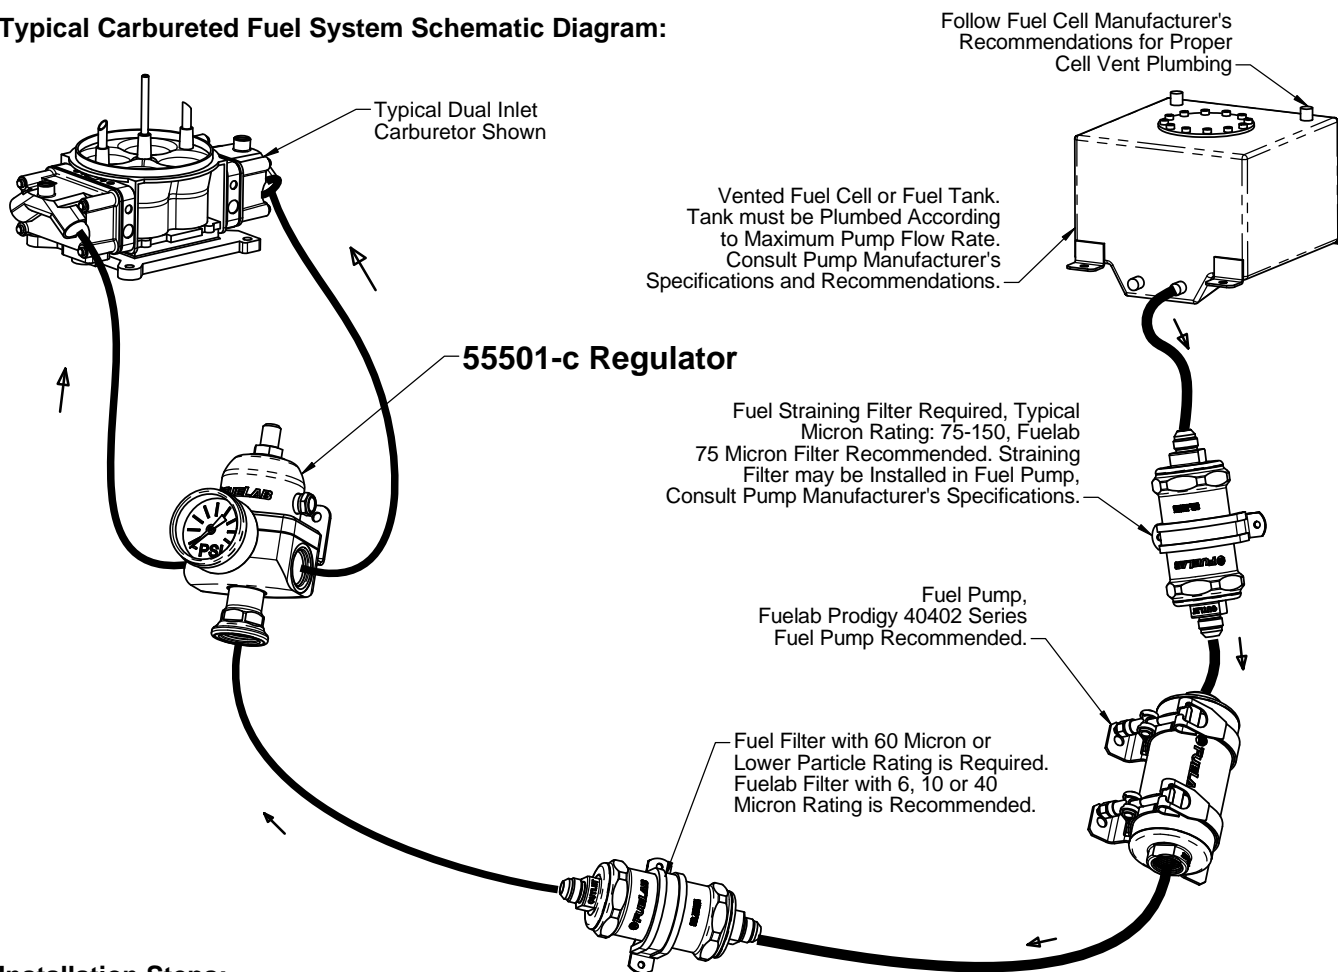 Typical Carbureted Fuel System Schematic Diagram:
Follow Fuel Cell Manufacturer's
Recommendations for Proper
Cell Vent Plumbing
Typical Dual Inlet
Carburetor Shown
Vented Fuel Cell or Fuel Tank.
Tank must be Plumbed According
to Maximum Pump Flow Rate.
Consult Pump Manufacturer's
Specifications and Recommendations.
55501-c Regulator
Fuel Straining Filter Required, Typical
Micron Rating: 75-150, Fuelab
75 Micron Filter Recommended. Straining
Filter may be Installed in Fuel Pump,
Consult Pump Manufacturer's Specifications.
PSI
Fuel Pump,
Fuelab Prodigy 40402 Series
Fuel Pump Recommended.
Fuel Filter with 60 Micron or
Lower Particle Rating is Required.
Fuelab Filter with 6, 10 or 40
Micron Rating is Recommended.
FUELAB
Installation Steps: